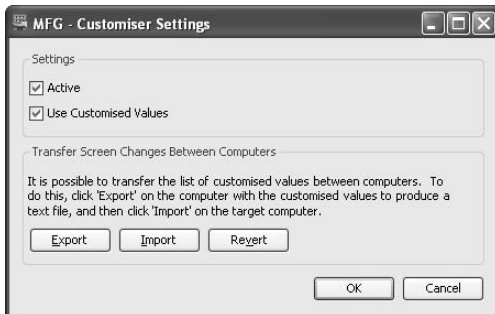 MFG - Customiser Settings
Settings
Active
Use Customised Values
Transfer Screen Changes Between Computers
It is possible to transfer the list of customised values between computers. To
do this, click 'Export' on the computer with the customised values to produce a
text file, and then click 'Import' on the target computer.
Export Import Revert
OK Cancel